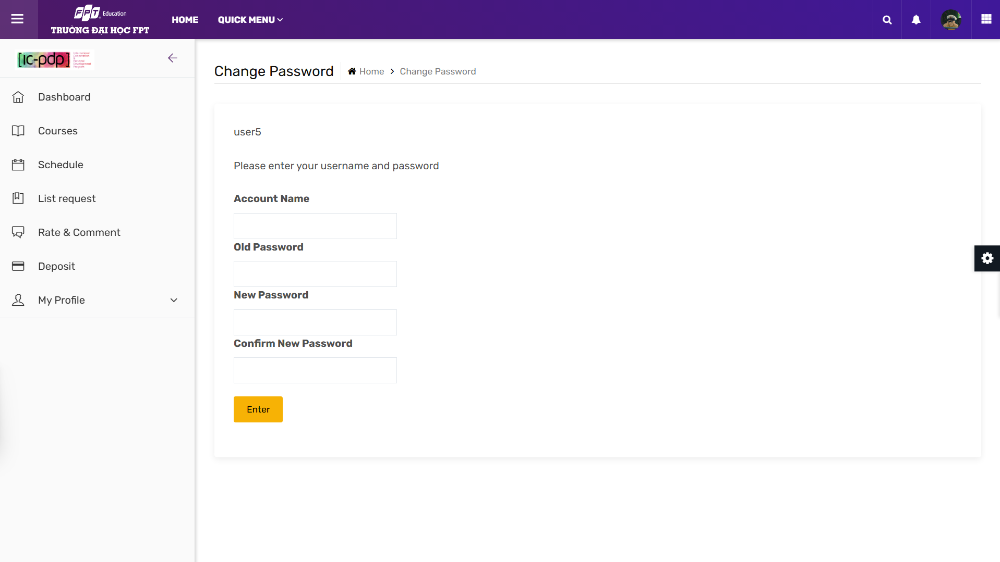 FPT Education
TRƯỜNG ĐẠI HỌC FPT
HOME
QUICK MENU
[ic-pdp]
International
Cooperation
&
Personal
Development
Program
Dashboard
Courses
Schedule
List request
Rate & Comment
Deposit
My Profile
Change Password
Home > Change Password
user5
Please enter your username and password
Account Name
Old Password
New Password
Confirm New Password
Enter